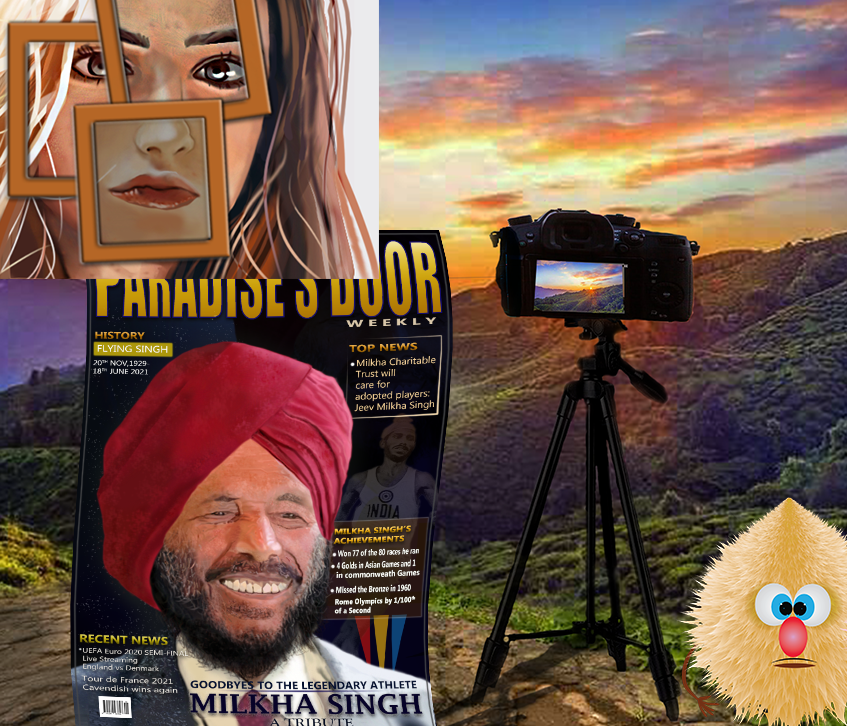 PARADISE'S DOOR
WEEKLY
HISTORY
FLYING SINGH
20TH NOV,1929
18th JUNE 2021
TOP NEWS
• Milkha Charitable
Trust will
care for
adopted players:
Jeev Milkha Singh
INDIA
MILKHA SINGH'S
ACHIEVEMENTS
• Won 77 of the 80 races he ran
• 4 Golds in Asian Games and 1
in commonweath Games
• Missed the Bronze in 1960
Rome Olympics by 1/100th
of a Second
RECENT NEWS
*UEFA Euro 2020 SEMI-FINAL
Live Streaming
England vs Denmark
Tour de France 2021
Cavendish wins again
GOODBYES TO THE LEGENDARY ATHLETE
MILKHA SINGH
A TRIBUTE